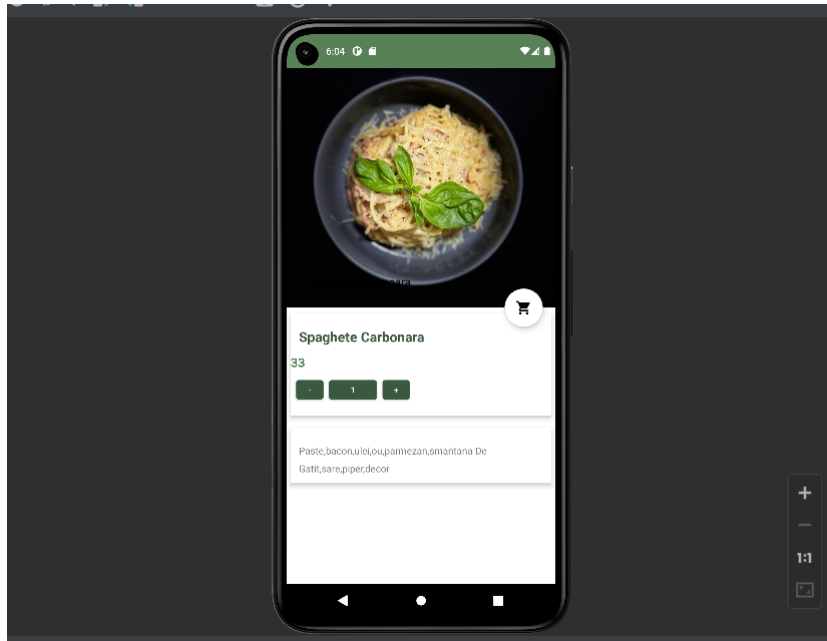 6:04
Spaghete Carbonara
33
- 1 +
Paste,bacon,ulei,ou,parmezan,smantana De
Gatit,sare,piper,decor
+
−
1:1